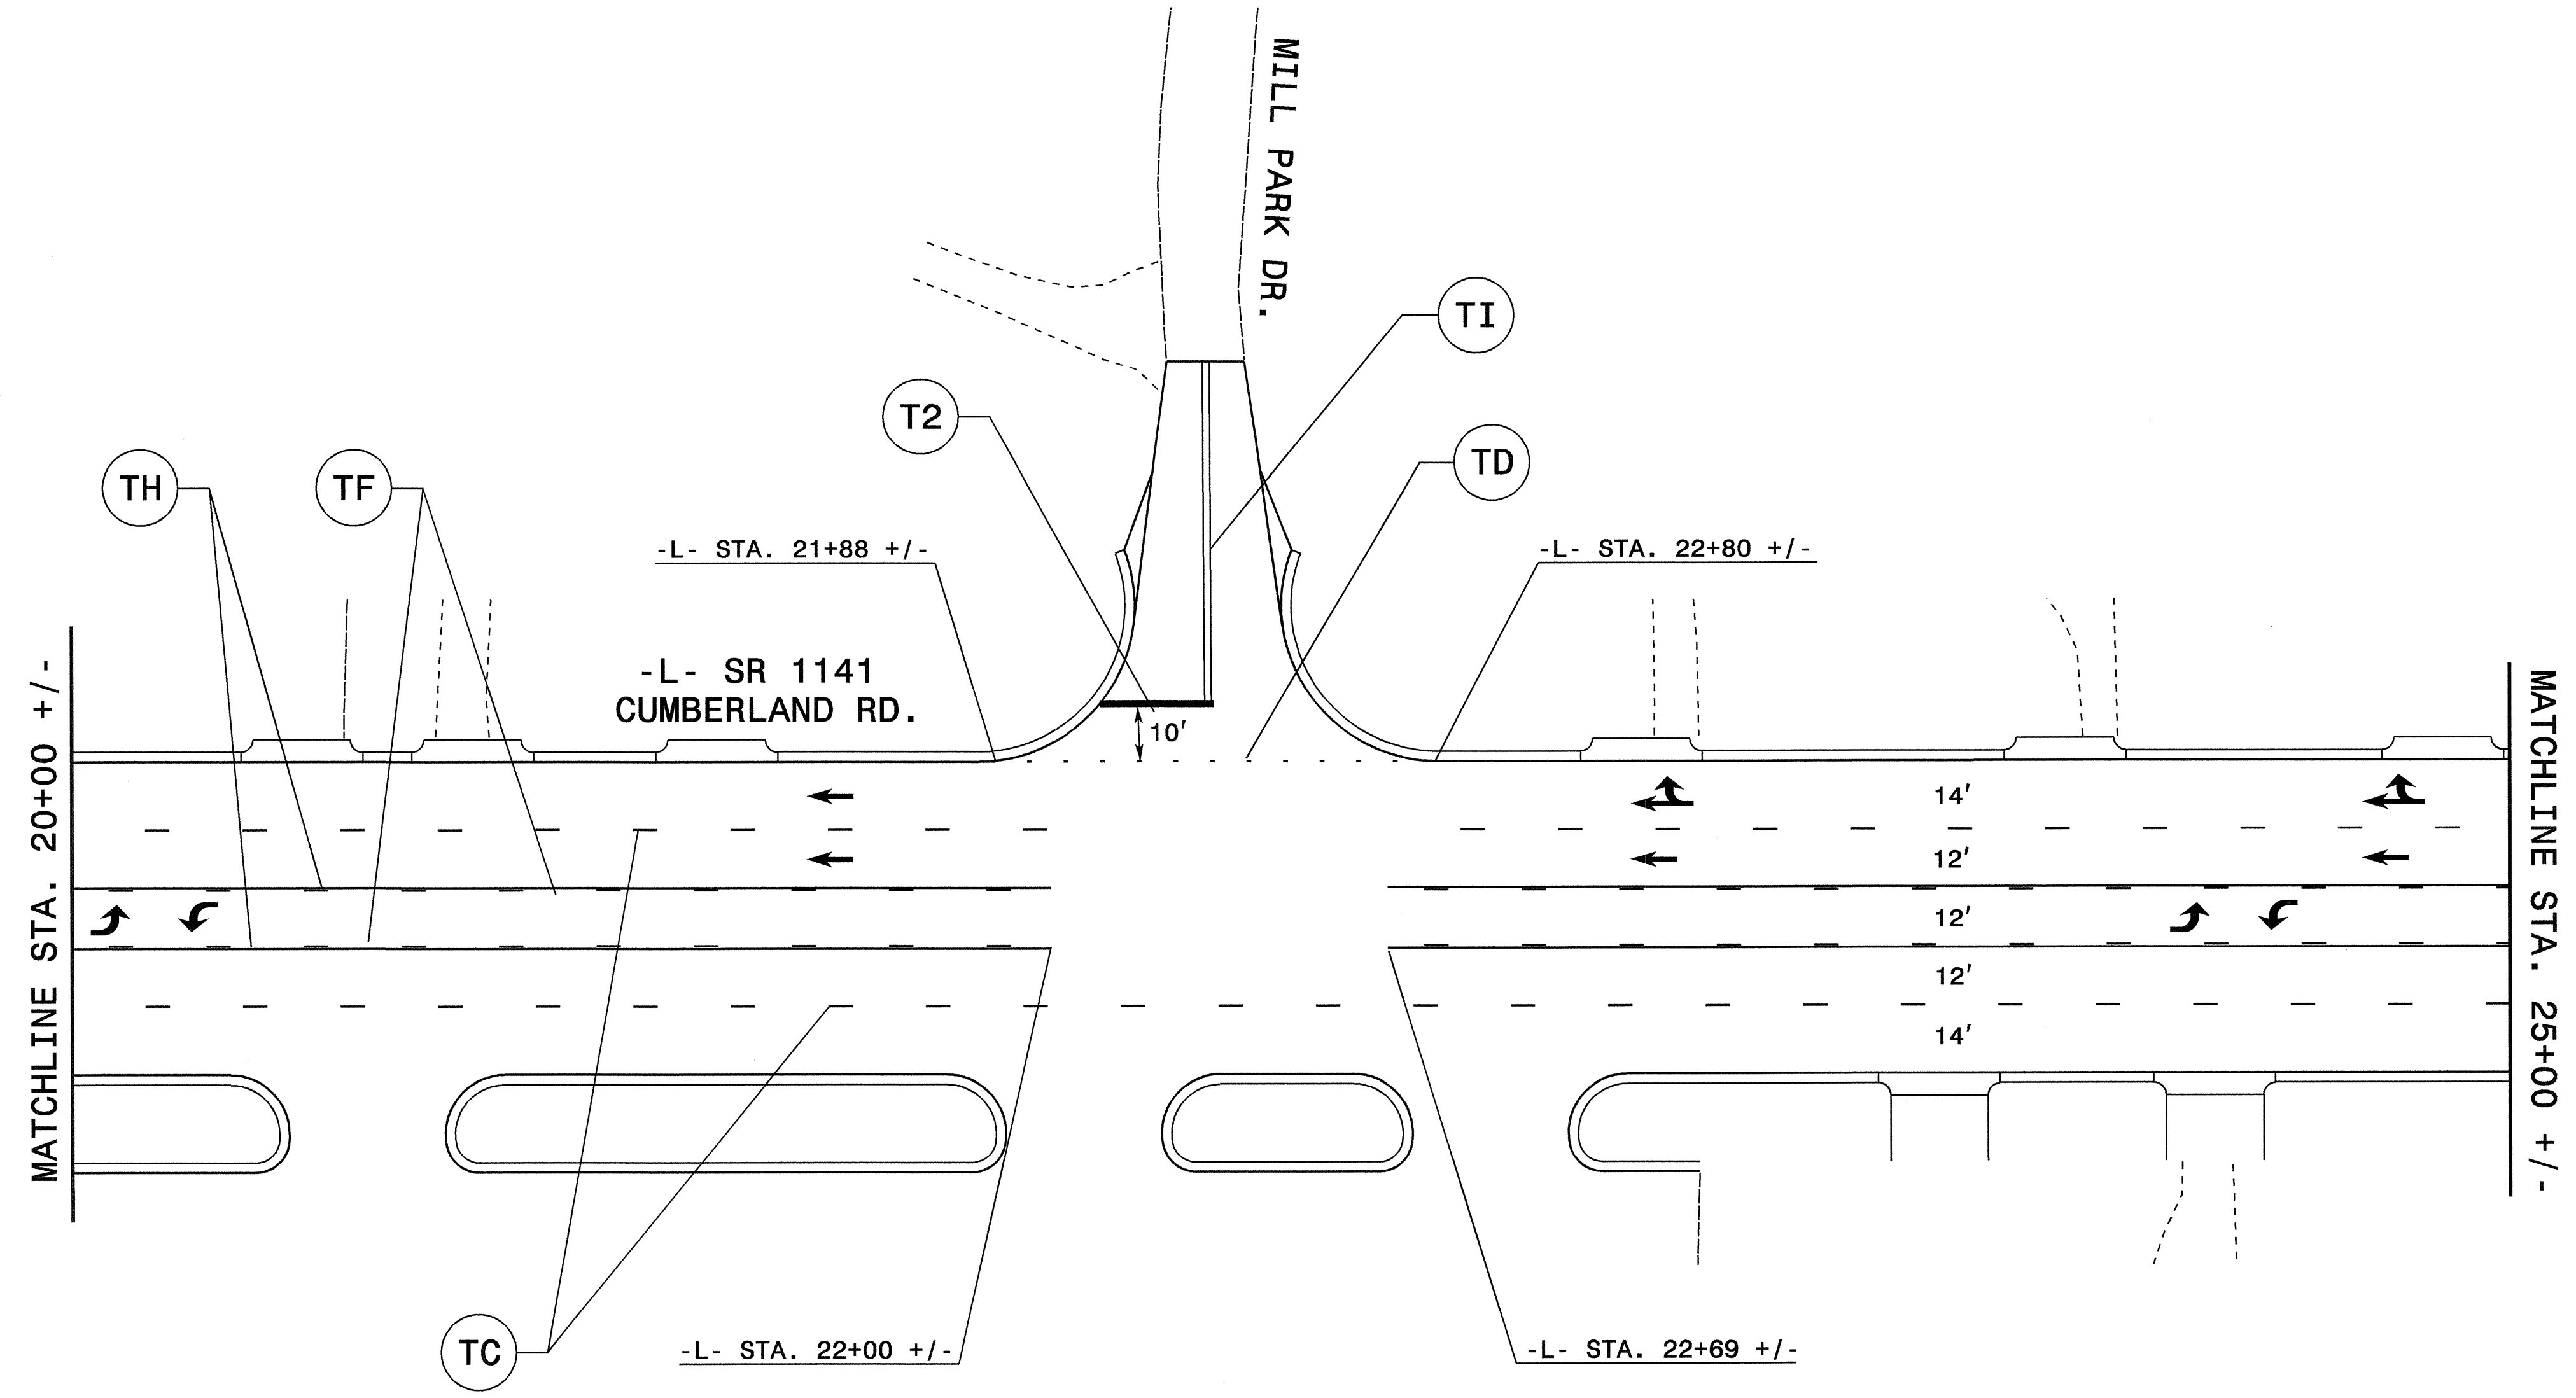 MILL PARK DR.
TI
T2
TD
TH
TF
-L- STA. 21+88 +/-
-L- STA. 22+80 +/-
-L- SR 1141
CUMBERLAND RD.
10'
MATCHLINE STA. 20+00 +/-
MATCHLINE STA. 25+00 +/-
14'
12'
12'
12'
14'
TC
-L- STA. 22+00 +/-
-L- STA. 22+69 +/-